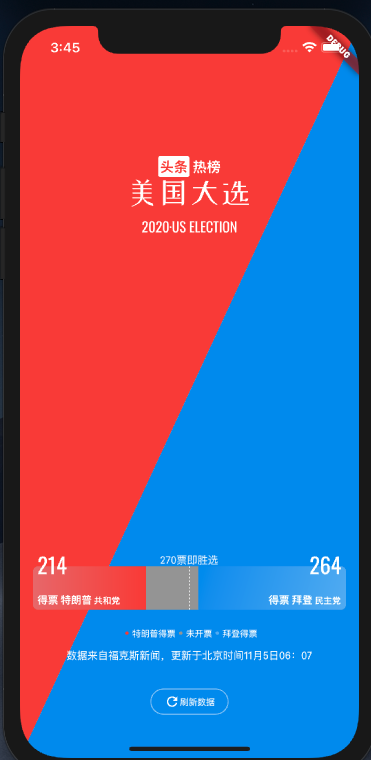 3:45
DEBUG
头条 热榜
美国大选
2020·US ELECTION
214
270票即胜选
264
得票 特朗普 共和党
得票 拜登 民主党
特朗普得票 未开票 拜登得票
数据来自福克斯新闻，更新于北京时间11月5日06：07
刷新数据